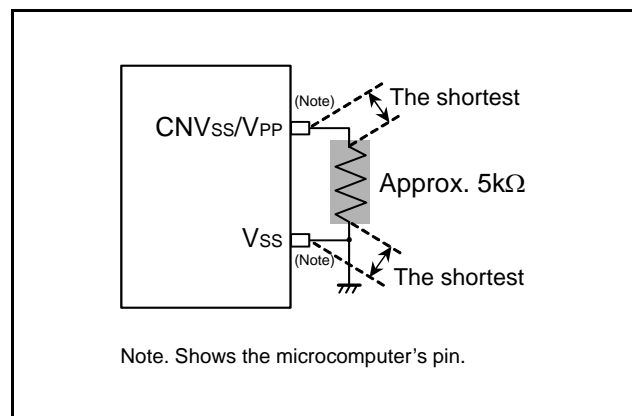 (Note)
The shortest
CNVSS/VPP
Approx. 5kΩ
VSS
(Note)
The shortest
Note. Shows the microcomputer's pin.